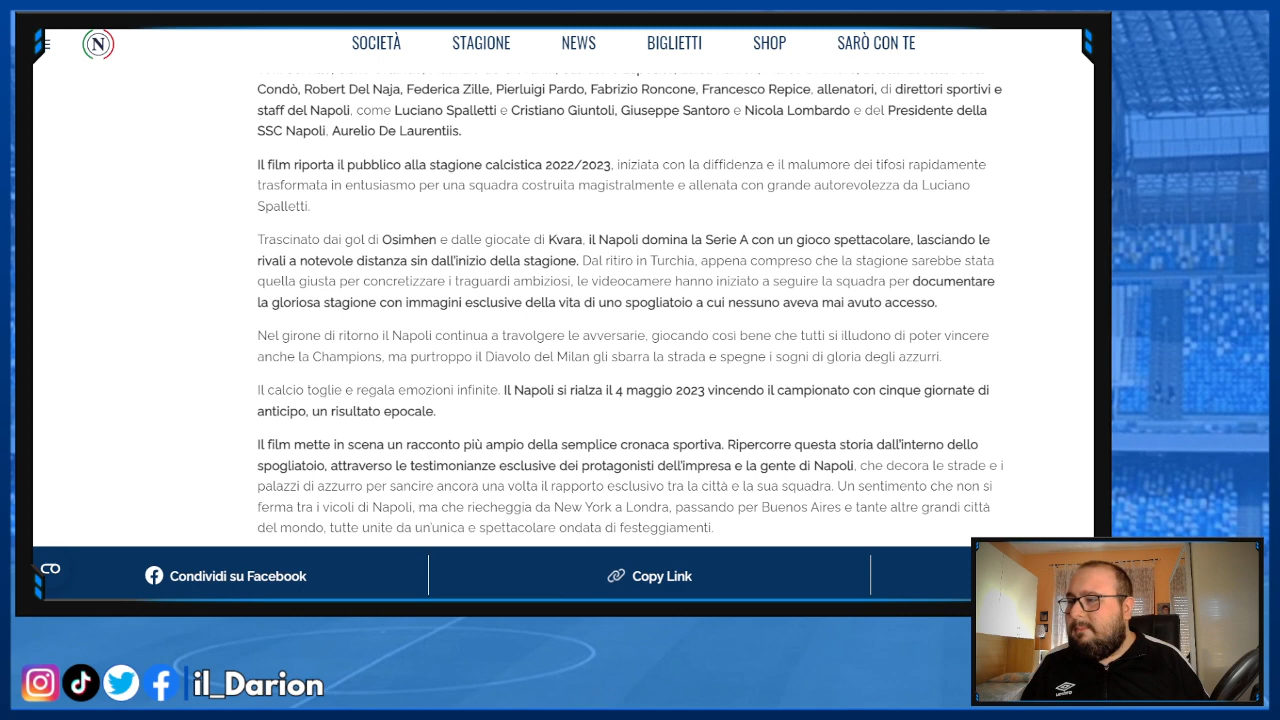 N
SOCIETÀ STAGIONE NEWS BIGLIETTI SHOP SARÒ CON TE
Condò, Robert Del Naja, Federica Zille, Pierluigi Pardo, Fabrizio Roncone, Francesco Repice, allenatori, di direttori sportivi e
staff del Napoli, come Luciano Spalletti e Cristiano Giuntoli, Giuseppe Santoro e Nicola Lombardo e del Presidente della
SSC Napoli, Aurelio De Laurentiis.
Il film riporta il pubblico alla stagione calcistica 2022/2023, iniziata con la diffidenza e il malumore dei tifosi rapidamente
trasformata in entusiasmo per una squadra costruita magistralmente e allenata con grande autorevolezza da Luciano
Spalletti.
Trascinato dai gol di Osimhen e dalle giocate di Kvara, il Napoli domina la Serie A con un gioco spettacolare, lasciando le
rivali a notevole distanza sin dall'inizio della stagione. Dal ritiro in Turchia, appena compreso che la stagione sarebbe stata
quella giusta per concretizzare i traguardi ambiziosi, le videocamere hanno iniziato a seguire la squadra per documentare
la gloriosa stagione con immagini esclusive della vita di uno spogliatoio a cui nessuno aveva mai avuto accesso.
Nel girone di ritorno il Napoli continua a travolgere le avversarie, giocando così bene che tutti si illudono di poter vincere
anche la Champions, ma purtroppo il Diavolo del Milan gli sbarra la strada e spegne i sogni di gloria degli azzurri.
Il calcio toglie e regala emozioni infinite. Il Napoli si rialza il 4 maggio 2023 vincendo il campionato con cinque giornate di
anticipo, un risultato epocale.
Il film mette in scena un racconto più ampio della semplice cronaca sportiva. Ripercorre questa storia dall'interno dello
spogliatoio, attraverso le testimonianze esclusive dei protagonisti dell'impresa e la gente di Napoli, che decora le strade e i
palazzi di azzurro per sancire ancora una volta il rapporto esclusivo tra la città e la sua squadra. Un sentimento che non si
ferma tra i vicoli di Napoli, ma che riecheggia da New York a Londra, passando per Buenos Aires e tante altre grandi città
del mondo, tutte unite da un'unica e spettacolare ondata di festeggiamenti.
Condividi su Facebook Copy Link
il_Darion